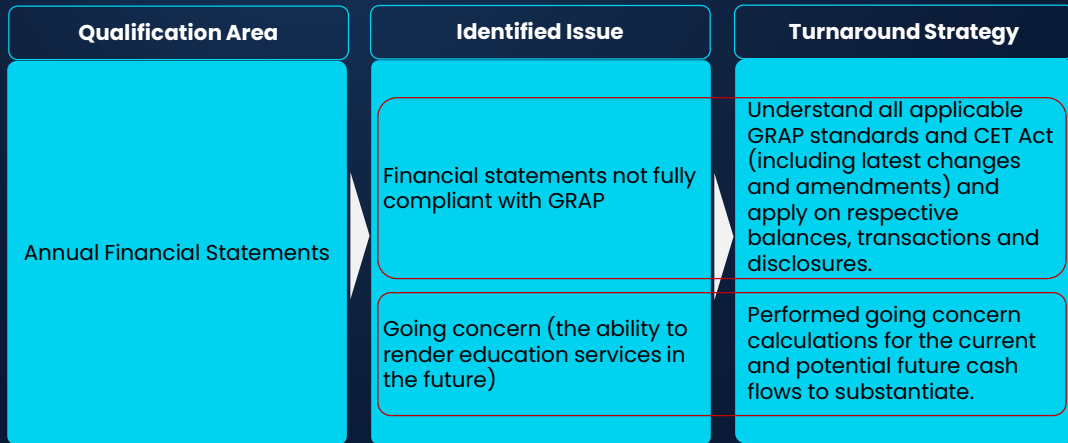 Qualification Area
Identified Issue
Turnaround Strategy
Annual Financial Statements
Financial statements not fully
compliant with GRAP
Understand all applicable
GRAP standards and CET Act
(including latest changes
and amendments) and
apply on respective
balances, transactions and
disclosures.
Going concern (the ability to
render education services in
the future)
Performed going concern
calculations for the current
and potential future cash
flows to substantiate.